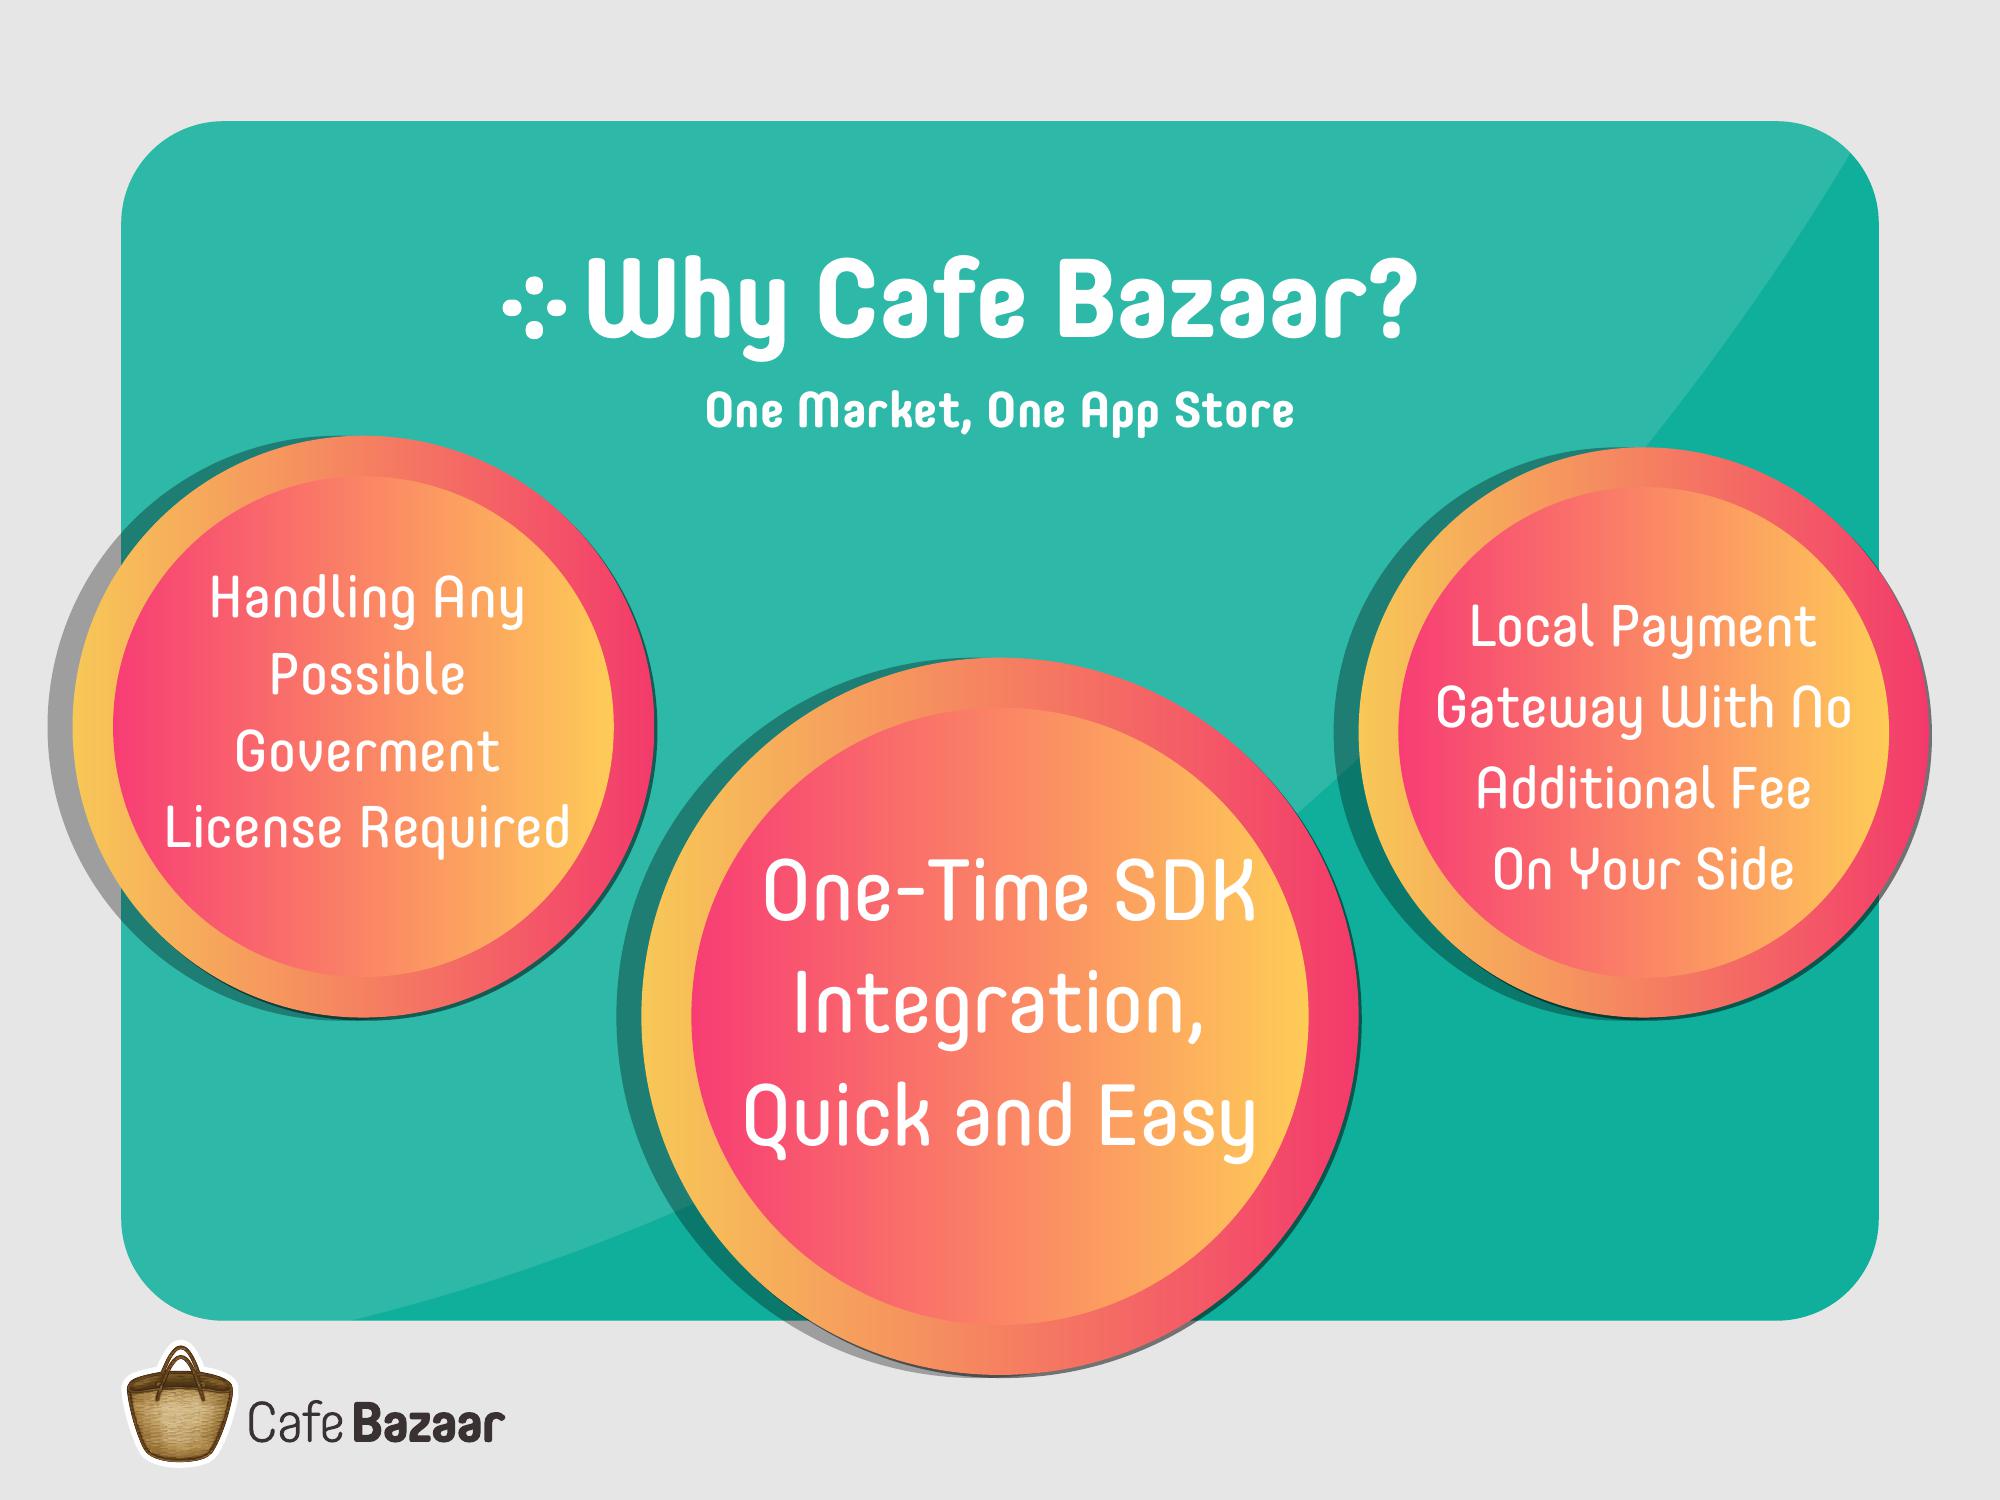 Why Cafe Bazaar?
One Market, One App Store
Handling Any
Possible
Goverment
License Required
One-Time SDK
Integration,
Quick and Easy
Local Payment
Gateway With No
Additional Fee
On Your Side
Cafe Bazaar